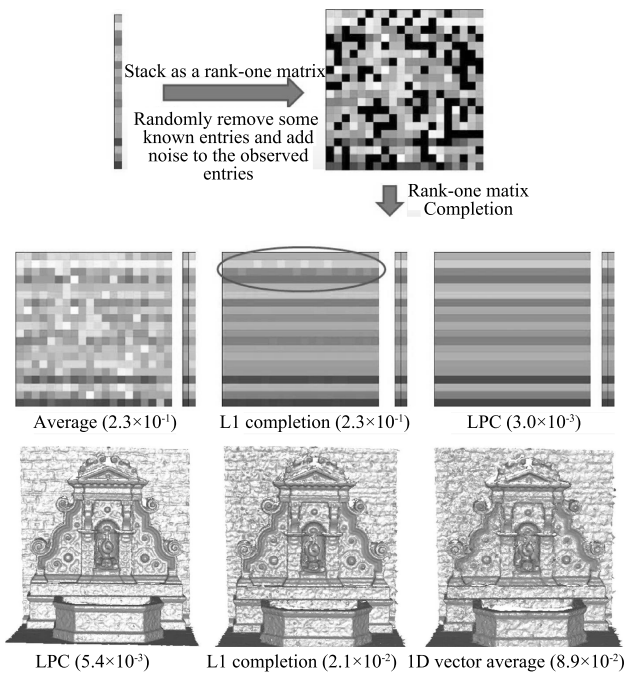 Stack as a rank-one matrix
Randomly remove some
known entries and add
noise to the observed
entries
Rank-one matix
Completion
Average (2.3×10⁻¹)
L1 completion (2.3×10⁻¹)
LPC (3.0×10⁻³)
LPC (5.4×10⁻³)
L1 completion (2.1×10⁻²)
1D vector average (8.9×10⁻²)